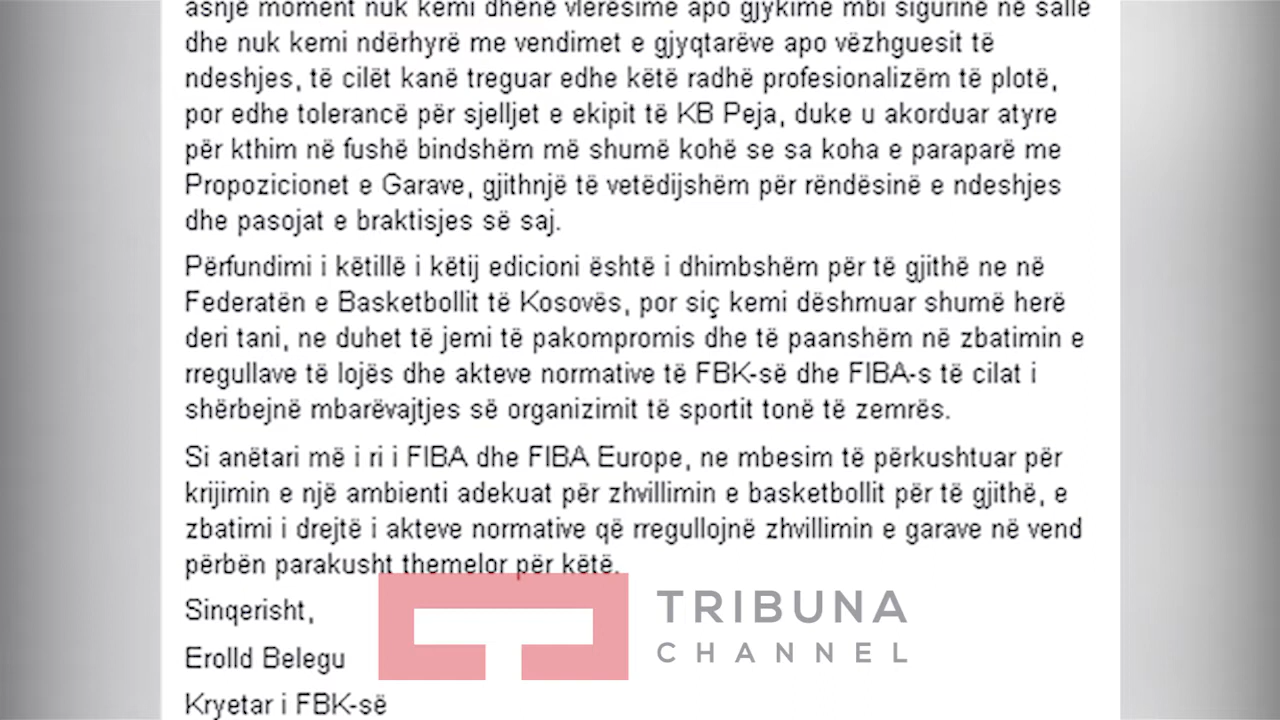 asnjë moment nuk kemi dhënë vlerësime apo gjykime mbi sigurinë në sallë
dhe nuk kemi ndërhyrë me vendimet e gjyqtarëve apo vëzhguesit të
ndeshjes, të cilët kanë treguar edhe këtë radhë profesionalizëm të plotë,
por edhe tolerancë për sjelljet e ekipit të KB Peja, duke u akorduar atyre
për kthim në fushë bindshëm më shumë kohë se sa koha e paraparë me
Propozicionet e Garave, gjithnjë të vetëdijshëm për rëndësinë e ndeshjes
dhe pasojat e braktisjes së saj.
Përfundimi i këtillë i këtij edicioni është i dhimbshëm për të gjithë ne në
Federatën e Basketbollit të Kosovës, por siç kemi dëshmuar shumë herë
deri tani, ne duhet të jemi të pakompromis dhe të paanshëm në zbatimin e
rregullave të lojës dhe akteve normative të FBK-së dhe FIBA-s të cilat i
shërbejnë mbarëvajtjes së organizimit të sportit tonë të zemrës.
Si anëtari më i ri i FIBA dhe FIBA Europe, ne mbesim të përkushtuar për
krijimin e një ambienti adekuat për zhvillimin e basketbollit për të gjithë, e
zbatimi i drejtë i akteve normative që rregullojnë zhvillimin e garave në vend
përbën parakusht themelor për këtë.
Sinqerisht,
Erolld Belegu
Kryetar i FBK-së
TRIBUNA
CHANNEL